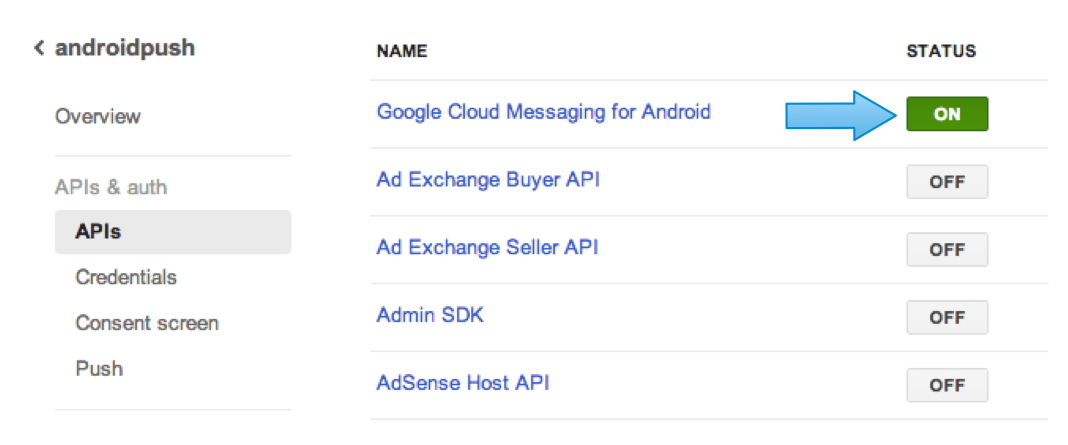 androidpush
Overview
APIs & auth
APIs
Credentials
Consent screen
Push
NAME STATUS
Google Cloud Messaging for Android ON
Ad Exchange Buyer API OFF
Ad Exchange Seller API OFF
Admin SDK OFF
AdSense Host API OFF